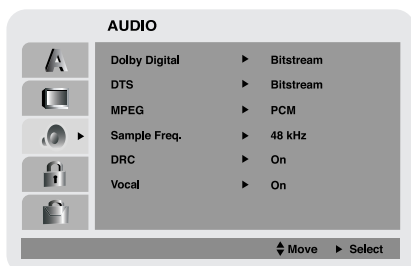 AUDIO
A
Dolby Digital ► Bitstream
DTS ► Bitstream
MPEG ► PCM
Sample Freq. ► 48 kHz
DRC ► On
Vocal ► On
Move ► Select